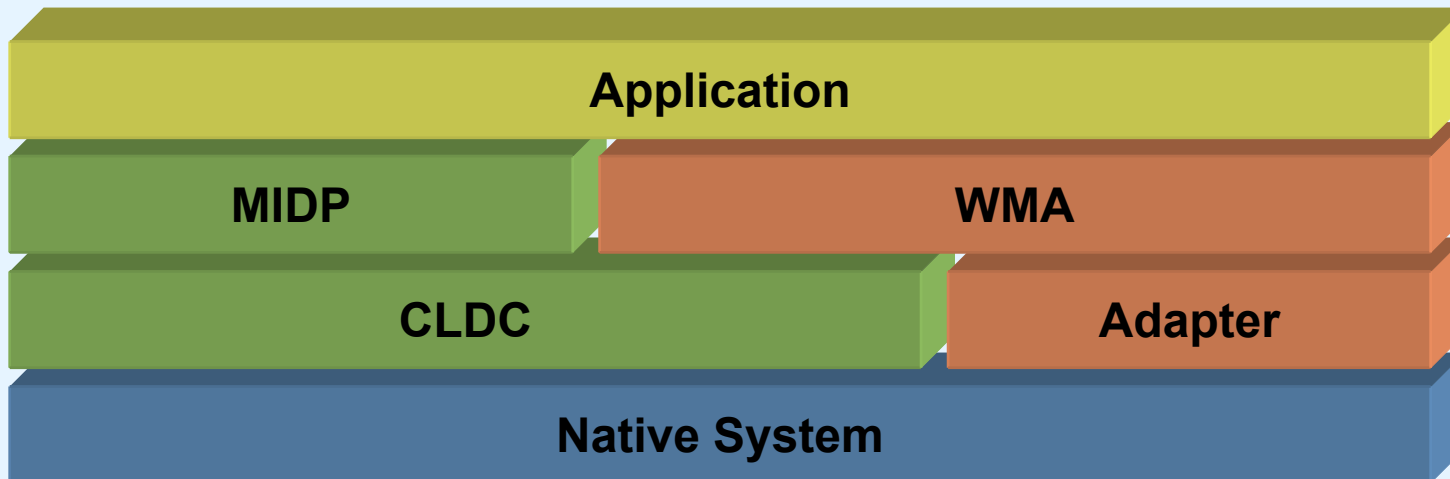 Application
MIDP
WMA
CLDC
Adapter
Native System